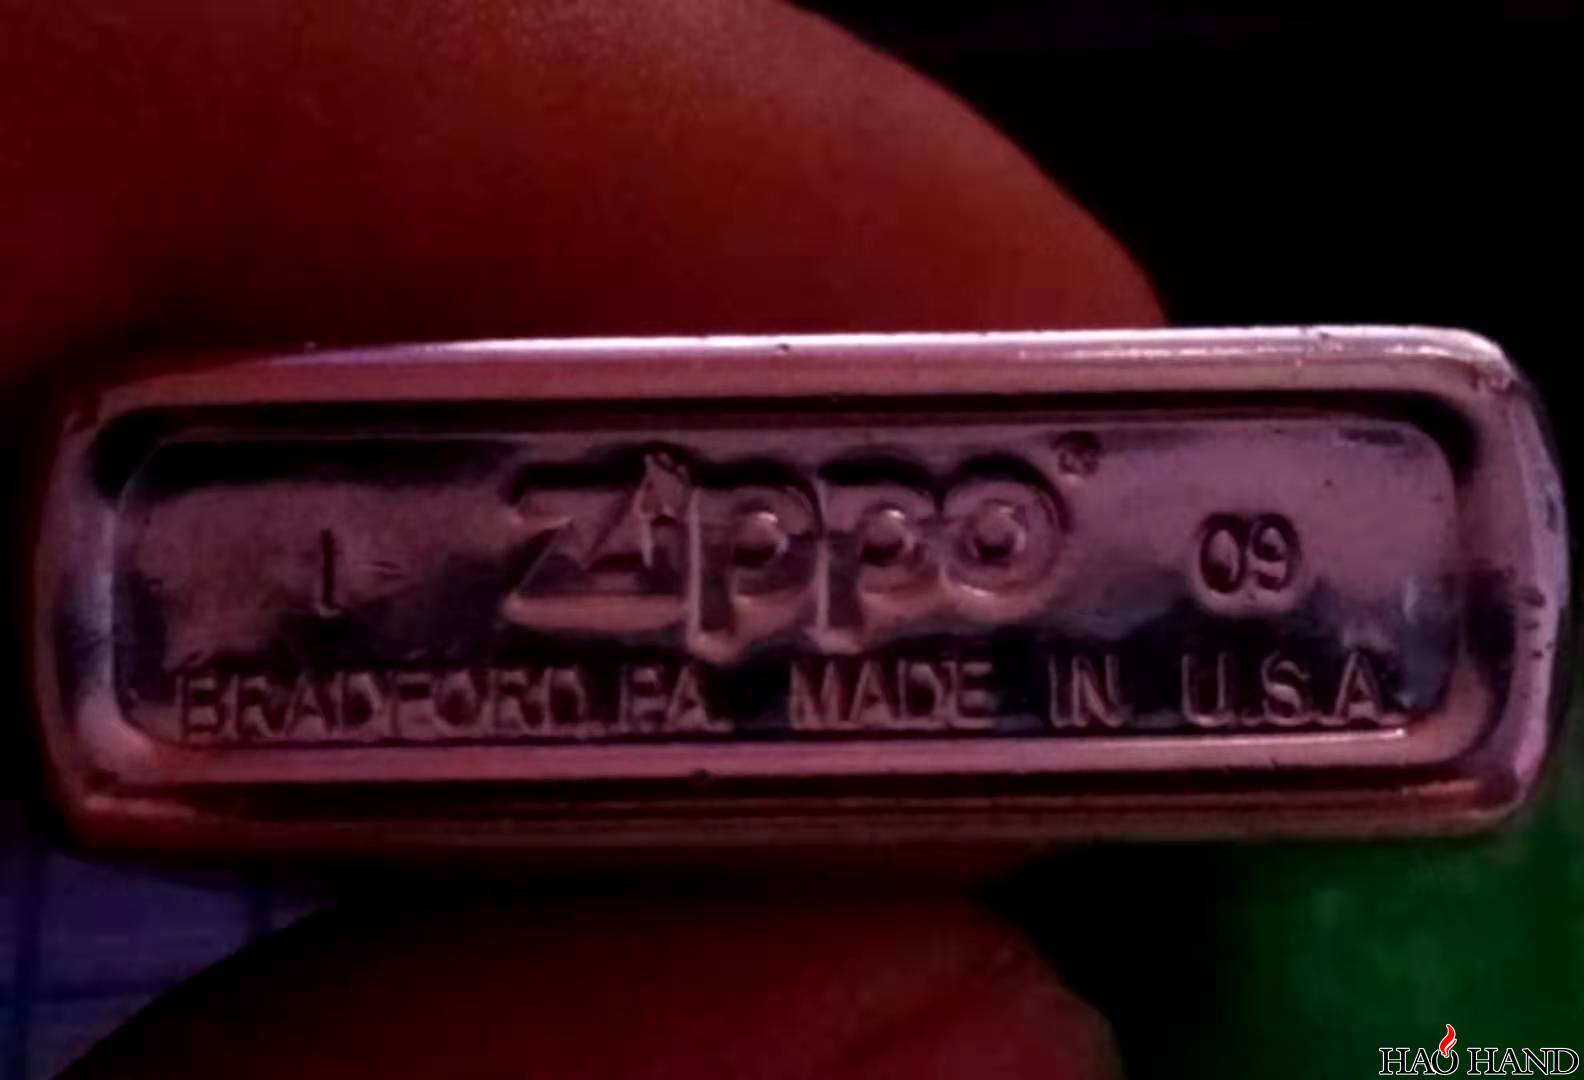 I Zippo® 09
BRADFORD.PA. MADE IN U.S.A.
HAO HAND